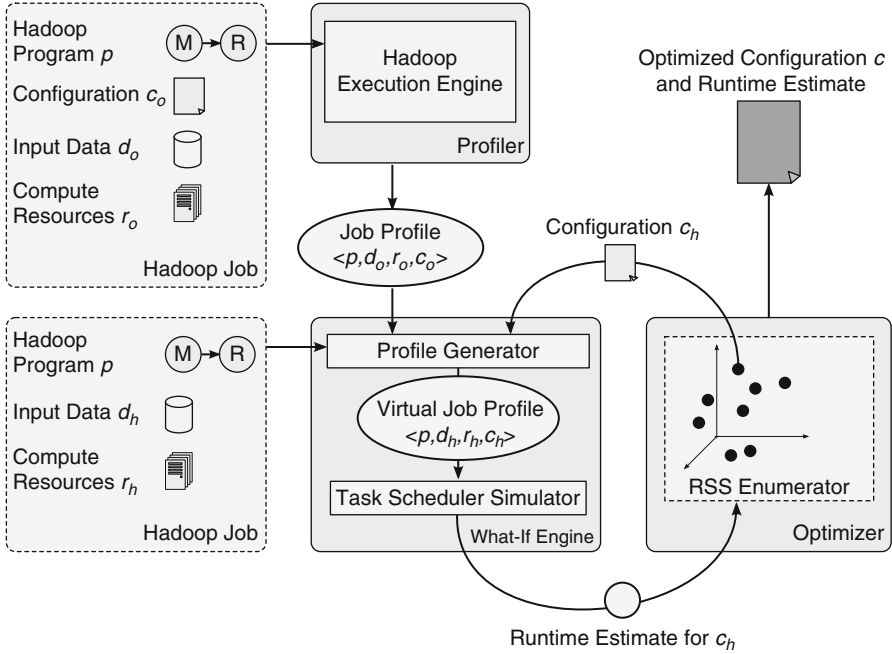 Hadoop
Program p
M
R
Configuration c_o
Input Data d_o
Compute
Resources r_o
Hadoop Job
Hadoop
Execution Engine
Profiler
Optimized Configuration c
and Runtime Estimate
Job Profile
<p,d_o,r_o,c_o>
Configuration c_h
Hadoop
Program p
M
R
Input Data d_h
Compute
Resources r_h
Hadoop Job
Profile Generator
Virtual Job Profile
<p,d_h,r_h,c_h>
Task Scheduler Simulator
What-If Engine
RSS Enumerator
Optimizer
Runtime Estimate for c_h